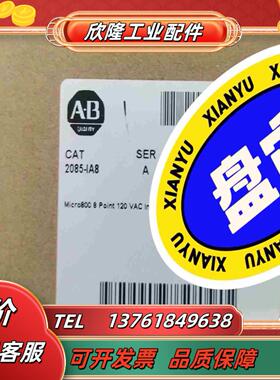 欣隆工业配件
A-B
QUALITY
CAT
SER
2085-IA8
A
Micro800 8 Point 120 VAC In
XIANYU
XIANYU
XIANYU
价
客服
TEL 13761849638
可开发票 品质保障